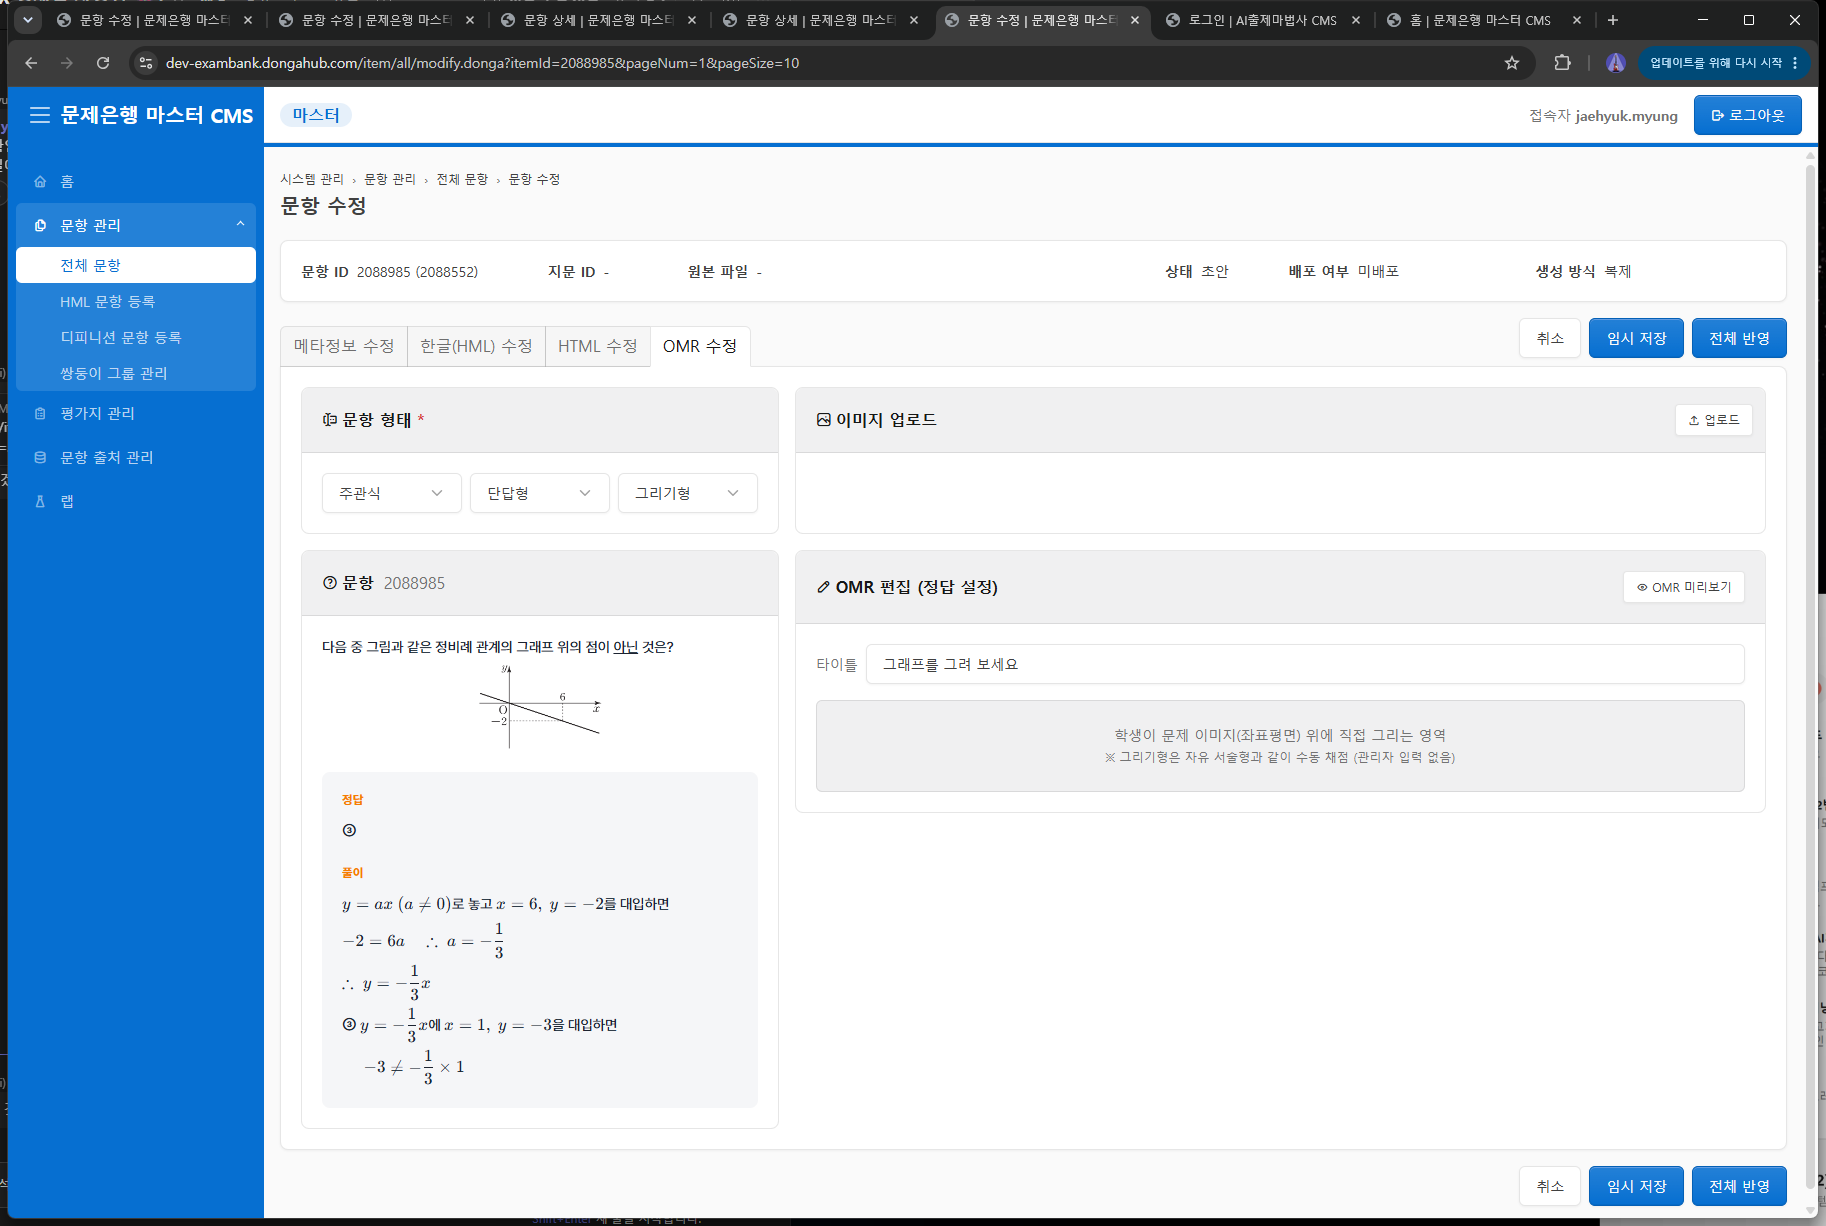 문항 수정 | 문제은행 마스터
문항 수정 | 문제은행 마스터
문항 상세 | 문제은행 마스터
문항 상세 | 문제은행 마스터
문항 수정 | 문제은행 마스터
로그인 | AI출제마법사 CMS
홈 | 문제은행 마스터 CMS
dev-exambank.dongahub.com/item/all/modify.donga?itemId=2088985&pageNum=1&pageSize=10
업데이트를 위해 다시 시작
문제은행 마스터 CMS
마스터
접속자 jaehyuk.myung
로그아웃
홈
문항 관리
전체 문항
HML 문항 등록
디피니션 문항 등록
쌍둥이 그룹 관리
평가지 관리
문항 출처 관리
랩
시스템 관리 › 문항 관리 › 전체 문항 › 문항 수정
문항 수정
문항 ID 2088985 (2088552)
지문 ID -
원본 파일 -
상태 초안
배포 여부 미배포
생성 방식 복제
메타정보 수정
한글(HML) 수정
HTML 수정
OMR 수정
취소
임시 저장
전체 반영
문항 형태 *
주관식
단답형
그리기형
이미지 업로드
업로드
문항 2088985
다음 중 그림과 같은 정비례 관계의 그래프 위의 점이 아닌 것은?
y
6
O
x
−2
정답
③
풀이
y = ax (a ≠ 0)로 놓고 x = 6, y = −2를 대입하면
−2 = 6a ∴ a = −1/3
∴ y = −1/3x
③ y = −1/3x에 x = 1, y = −3을 대입하면
−3 ≠ −1/3 × 1
OMR 편집 (정답 설정)
OMR 미리보기
타이틀
그래프를 그려 보세요
학생이 문제 이미지(좌표평면) 위에 직접 그리는 영역
※ 그리기형은 자유 서술형과 같이 수동 채점 (관리자 입력 없음)
취소
임시 저장
전체 반영